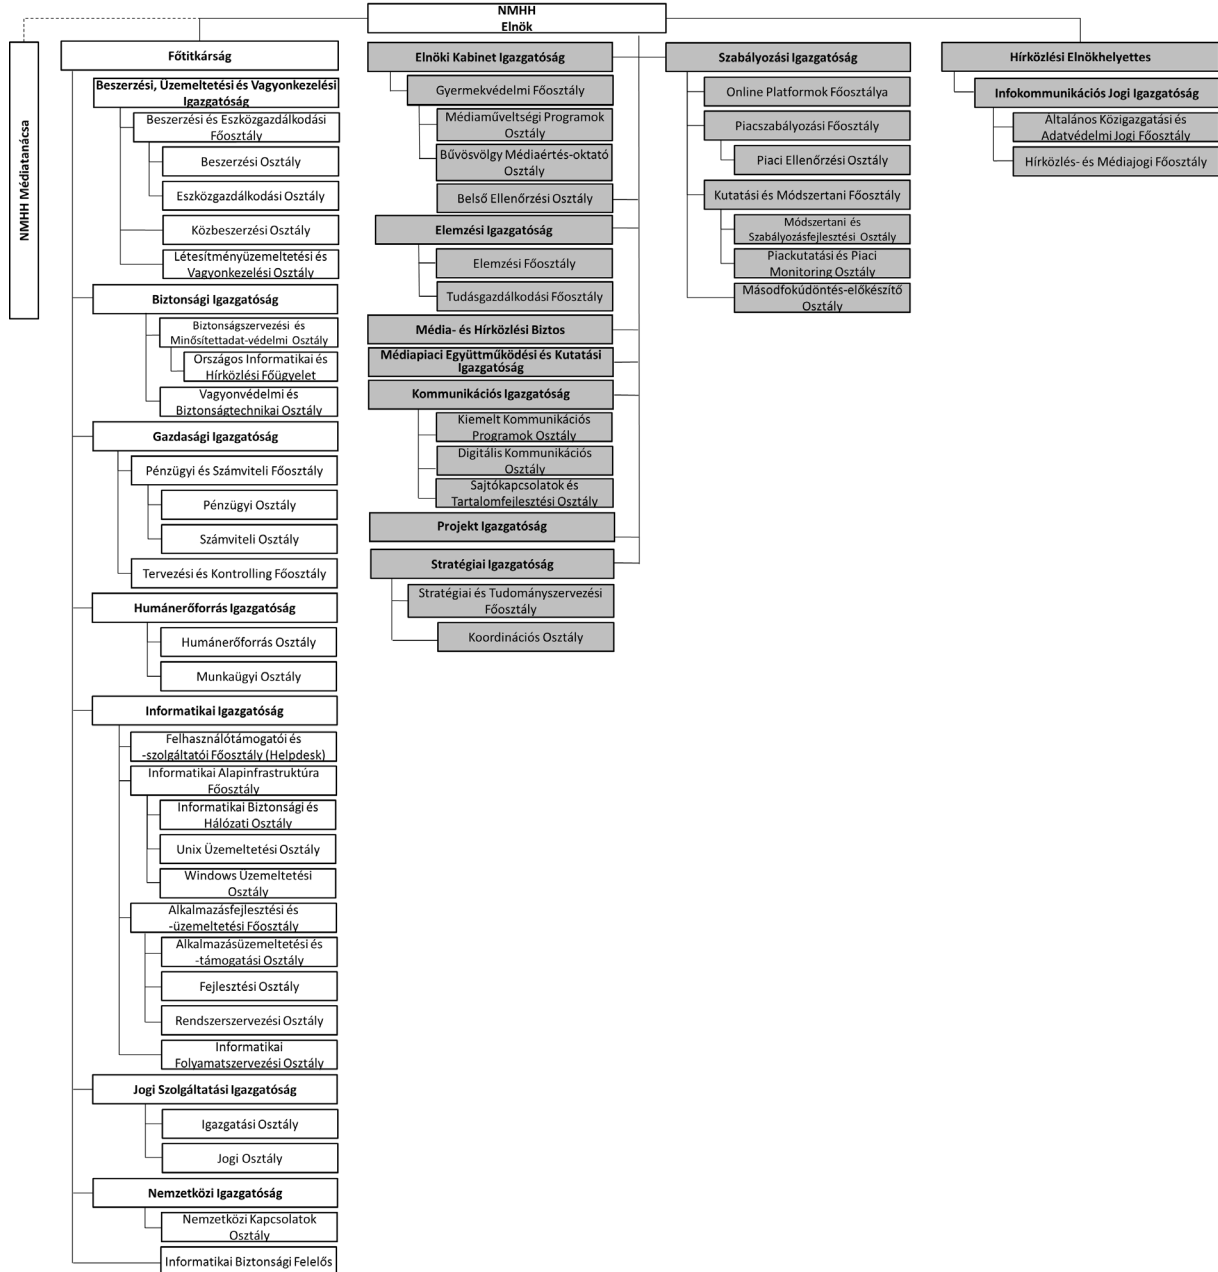 NMHH
Elnök
NMHH Médiatanácsa
Főtitkárság
Beszerzési, Üzemeltetési és Vagyonkezelési
Igazgatóság
Beszerzési és Eszközgazdálkodási
Főosztály
Beszerzési Osztály
Eszközgazdálkodási Osztály
Közbeszerzési Osztály
Létesítményüzemeltetési és
Vagyonkezelési Osztály
Biztonsági Igazgatóság
Biztonságszervezési és
Minősítettadat-védelmi Osztály
Országos Informatikai és
Hírközlési Főügyelet
Vagyonvédelmi és
Biztonságtechnikai Osztály
Gazdasági Igazgatóság
Pénzügyi és Számviteli Főosztály
Pénzügyi Osztály
Számviteli Osztály
Tervezési és Kontrolling Főosztály
Humánerőforrás Igazgatóság
Humánerőforrás Osztály
Munkaügyi Osztály
Informatikai Igazgatóság
Felhasználótámogatói és
-szolgáltatói Főosztály (Helpdesk)
Informatikai Alapinfrastruktúra
Főosztály
Informatikai Biztonsági és
Hálózati Osztály
Unix Üzemeltetési Osztály
Windows Üzemeltetési
Osztály
Alkalmazásfejlesztési és
-üzemeltetési Főosztály
Alkalmazásüzemeltetési és
-támogatási Osztály
Fejlesztési Osztály
Rendszerszervezési Osztály
Informatikai
Folyamatszervezési Osztály
Jogi Szolgáltatási Igazgatóság
Igazgatási Osztály
Jogi Osztály
Nemzetközi Igazgatóság
Nemzetközi Kapcsolatok
Osztály
Informatikai Biztonsági Felelős
Elnöki Kabinet Igazgatóság
Gyermekvédelmi Főosztály
Médiaműveltségi Programok
Osztály
Bűvösvölgy Médiaértés-oktató
Osztály
Belső Ellenőrzési Osztály
Elemzési Igazgatóság
Elemzési Főosztály
Tudásgazdálkodási Főosztály
Média- és Hírközlési Biztos
Médiapiaci Együttműködési és Kutatási
Igazgatóság
Kommunikációs Igazgatóság
Kiemelt Kommunikációs
Programok Osztály
Digitális Kommunikációs
Osztály
Sajtókapcsolatok és
Tartalomfejlesztési Osztály
Projekt Igazgatóság
Stratégiai Igazgatóság
Stratégiai és Tudományszervezési
Főosztály
Koordinációs Osztály
Szabályozási Igazgatóság
Online Platformok Főosztálya
Piacszabályozási Főosztály
Piaci Ellenőrzési Osztály
Kutatási és Módszertani Főosztály
Módszertani és
Szabályozásfejlesztési Osztály
Piackutatási és Piaci
Monitoring Osztály
Másodfokúdöntés-előkészítő
Osztály
Hírközlési Elnökhelyettes
Infokommunikációs Jogi Igazgatóság
Általános Közigazgatási és
Adatvédelmi Jogi Főosztály
Hírközlés- és Médiajogi Főosztály